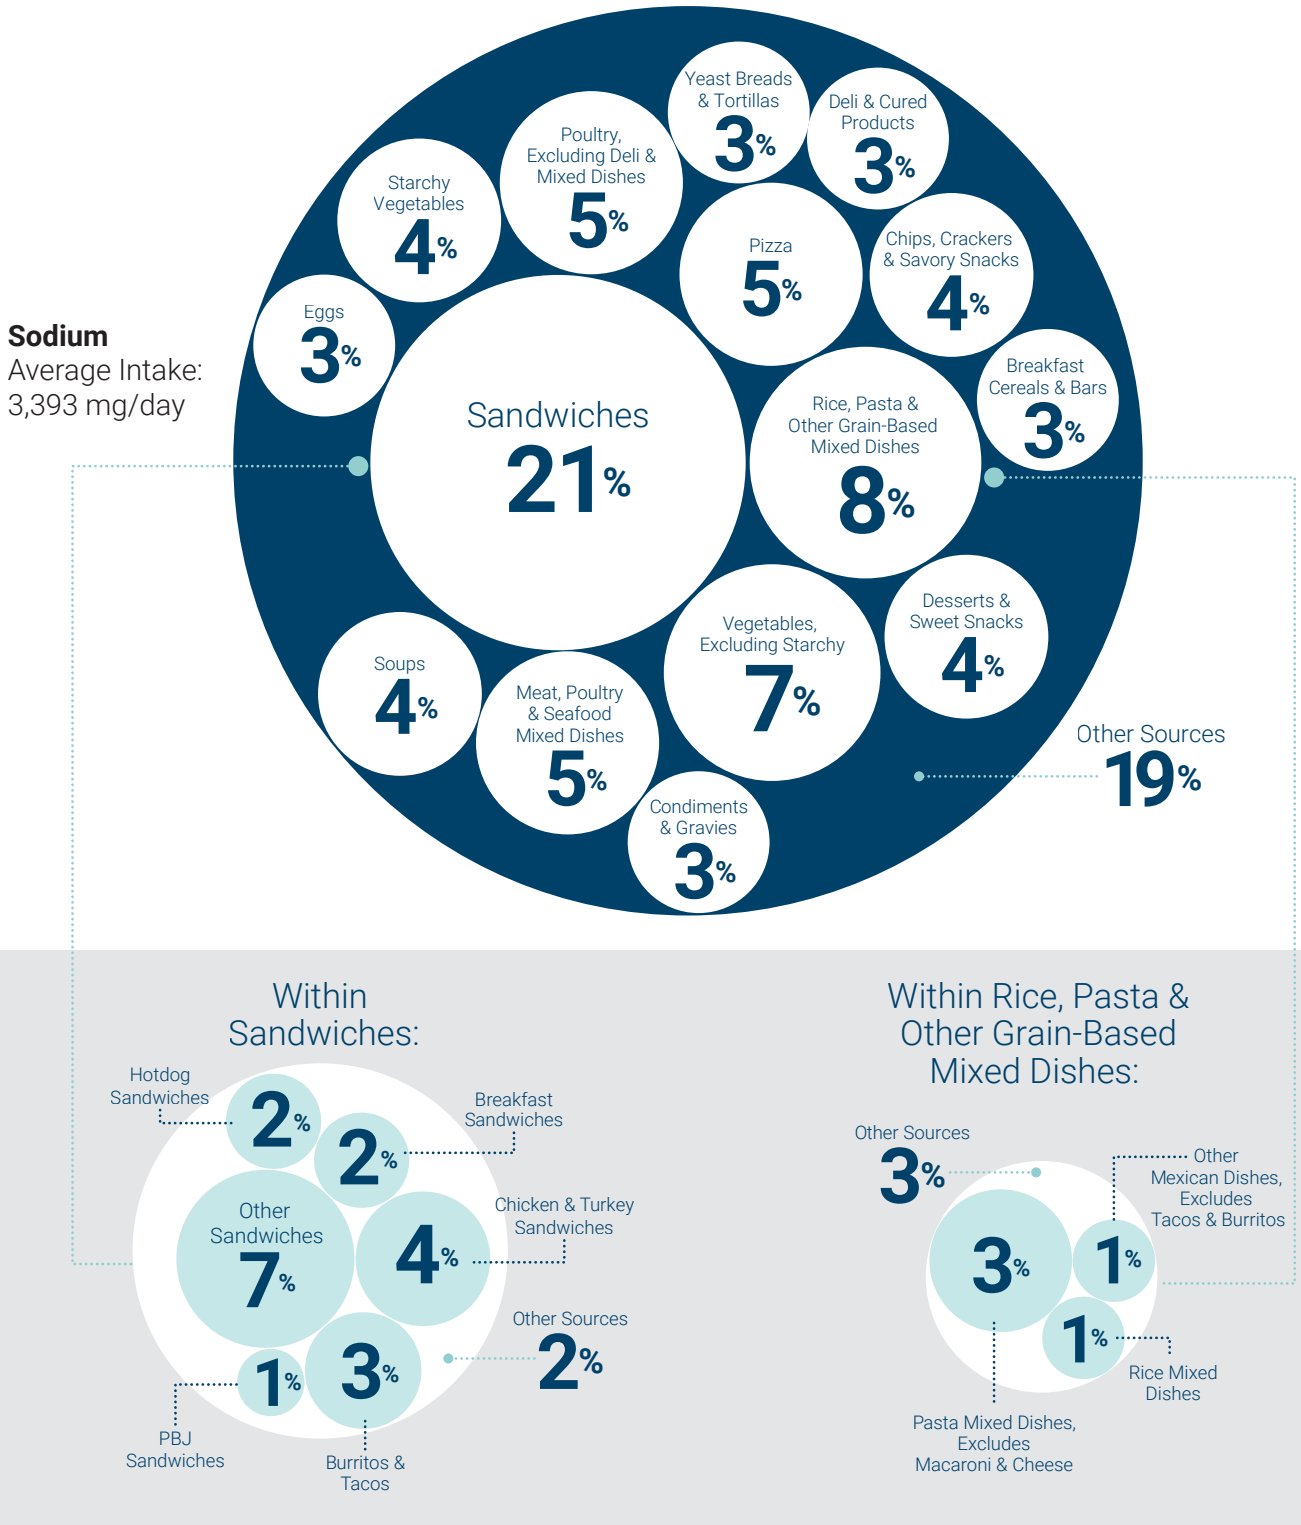 Sodium
Average Intake:
3,393 mg/day
Yeast Breads
& Tortillas
3%
Deli & Cured
Products
3%
Poultry,
Excluding Deli &
Mixed Dishes
5%
Starchy
Vegetables
4%
Pizza
5%
Chips, Crackers
& Savory Snacks
4%
Eggs
3%
Breakfast
Cereals & Bars
3%
Sandwiches
21%
Rice, Pasta &
Other Grain-Based
Mixed Dishes
8%
Vegetables,
Excluding Starchy
7%
Desserts &
Sweet Snacks
4%
Soups
4%
Meat, Poultry
& Seafood
Mixed Dishes
5%
Condiments
& Gravies
3%
Other Sources
19%
Within
Sandwiches:
Hotdog
Sandwiches
2%
Breakfast
Sandwiches
2%
Other
Sandwiches
7%
Chicken & Turkey
Sandwiches
4%
Other Sources
2%
PBJ
Sandwiches
1%
Burritos &
Tacos
3%
Within Rice, Pasta &
Other Grain-Based
Mixed Dishes:
Other Sources
3%
Other
Mexican Dishes,
Excludes
Tacos & Burritos
1%
3%
Pasta Mixed Dishes,
Excludes
Macaroni & Cheese
1%
Rice Mixed
Dishes